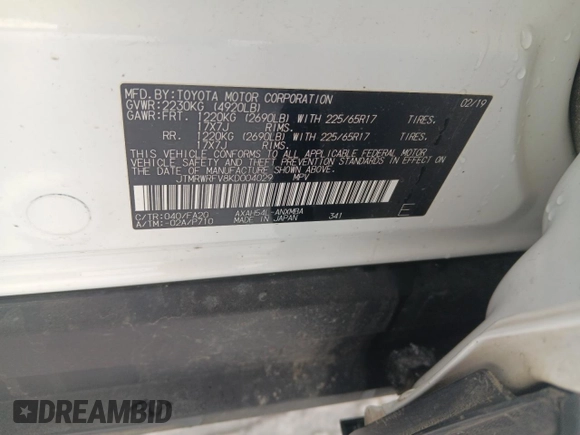 MFD.BY:TOYOTA MOTOR CORPORATION 02/19
GVWR:2230KG (4920LB)
GAWR:FRT. 1220KG (2690LB) WITH 225/65R17 TIRES.
17X7J RIMS.
RR. 1220KG (2690LB) WITH 225/65R17 TIRES.
17X7J RIMS.
THIS VEHICLE CONFORMS TO ALL APPLICABLE FEDERAL MOTOR
VEHICLE SAFETY AND THEFT PREVENTION STANDARDS IN EFFECT ON
THE DATE OF MANUFACTURE SHOWN ABOVE.
JTMRWRFV8KD004029 MPV
C/TR:040/FA20 AXAH54L-ANXMBA 341 E
A/TM:-02A/P710 MADE IN JAPAN
DREAMBID